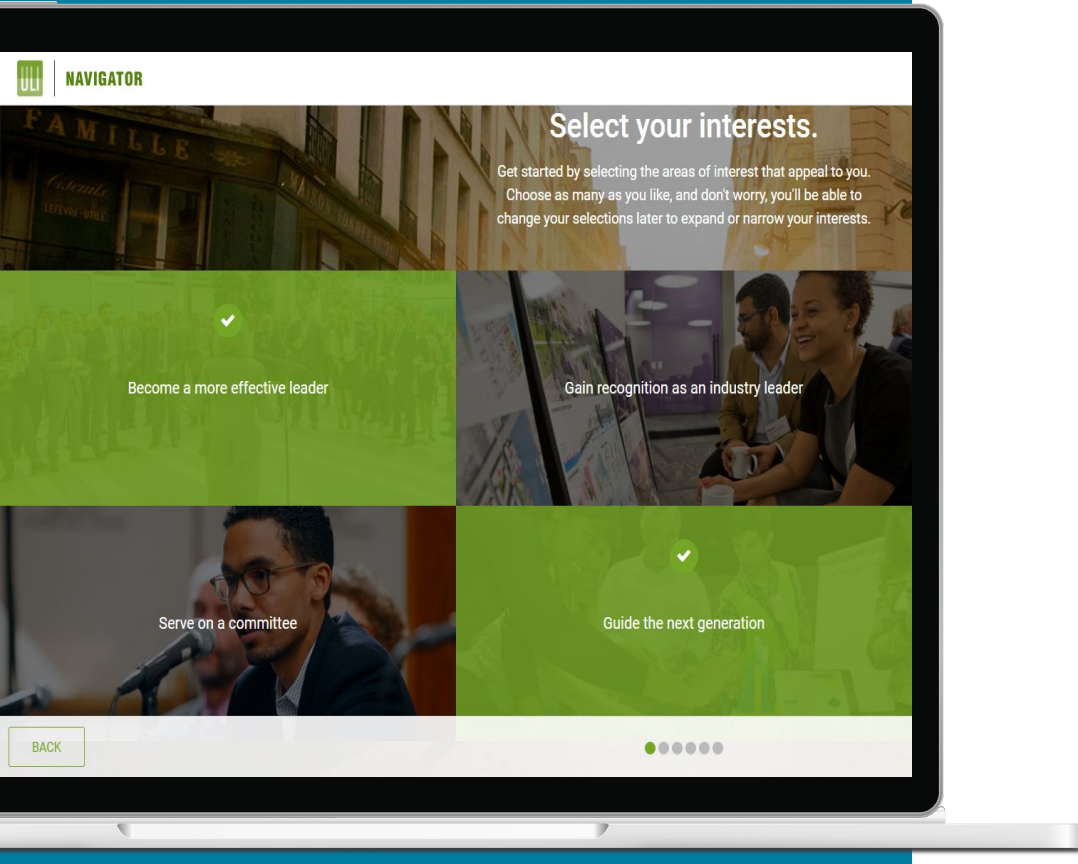 ULI NAVIGATOR
FAMILLE
LEFEVRE-UTILE
Select your interests.
Get started by selecting the areas of interest that appeal to you.
Choose as many as you like, and don't worry, you'll be able to
change your selections later to expand or narrow your interests.
Become a more effective leader
Gain recognition as an industry leader
Serve on a committee
Guide the next generation
BACK